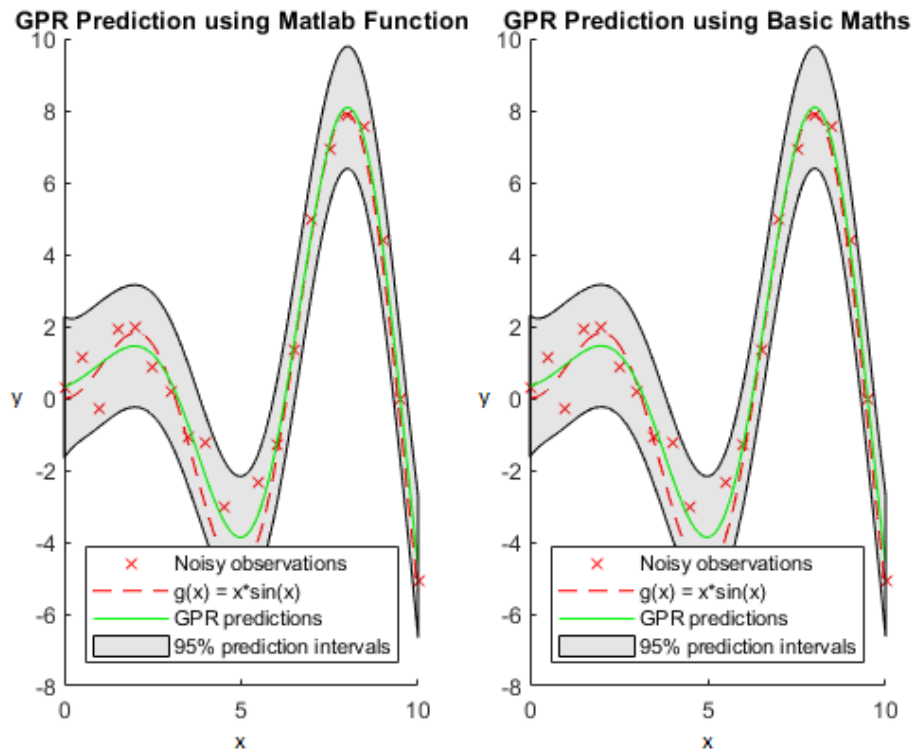 GPR Prediction using Matlab Function
10
8
6
4
2
0
-2
-4
-6
-8
y
Noisy observations
g(x) = x*sin(x)
GPR predictions
95% prediction intervals
0 5 10
x
GPR Prediction using Basic Maths
10
8
6
4
2
0
-2
-4
-6
-8
y
Noisy observations
g(x) = x*sin(x)
GPR predictions
95% prediction intervals
0 5 10
x